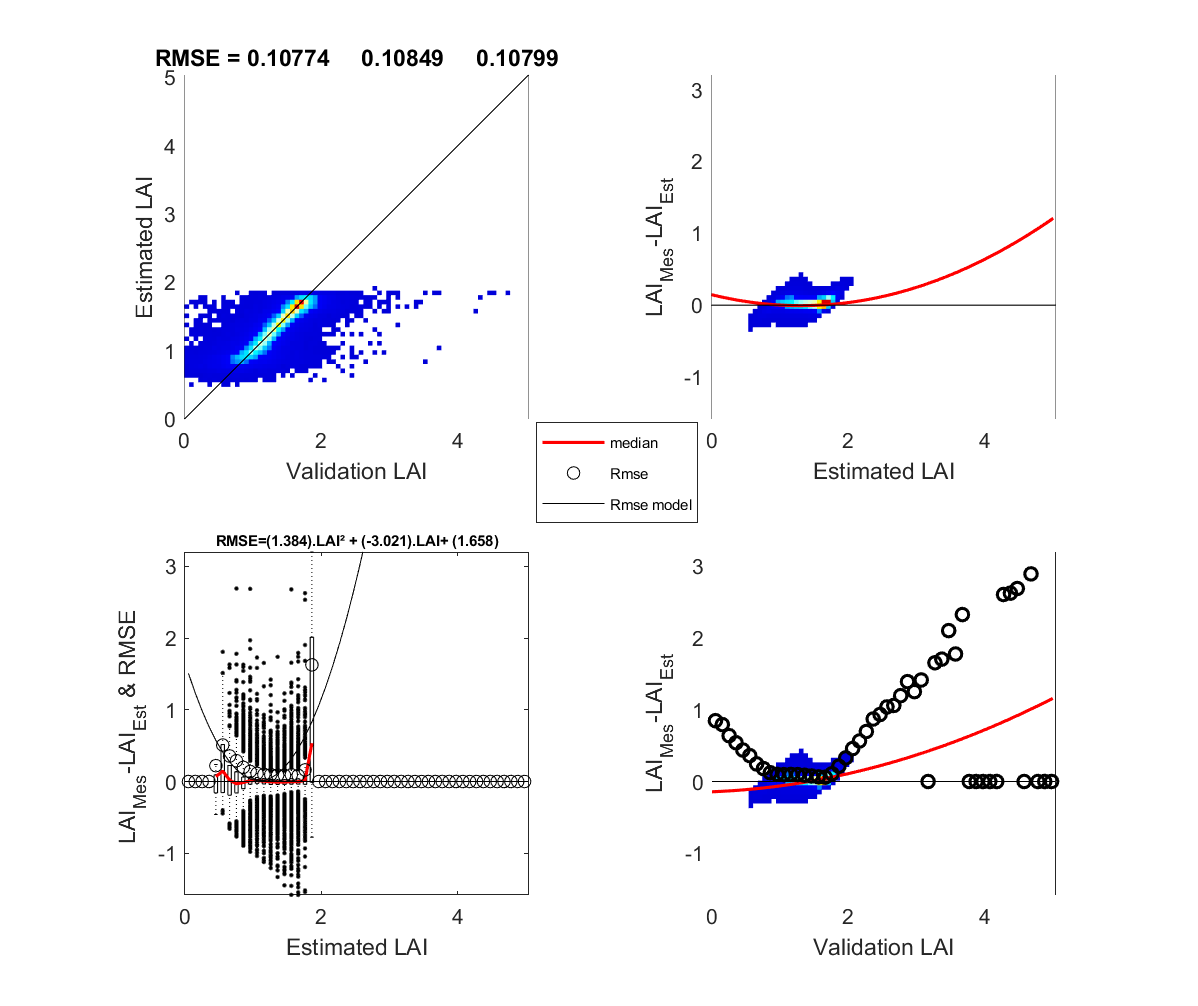 RMSE = 0.10774 0.10849 0.10799
5
4
3
2
1
0
0 2 4
Estimated LAI
Validation LAI
3
2
1
0
-1
0 2 4
LAI_Mes-LAI_Est
Estimated LAI
median
Rmse
Rmse model
RMSE=(1.384).LAI² + (-3.021).LAI+ (1.658)
3
2
1
0
-1
0 2 4
LAI_Mes-LAI_Est & RMSE
Estimated LAI
3
2
1
0
-1
0 2 4
LAI_Mes-LAI_Est
Validation LAI